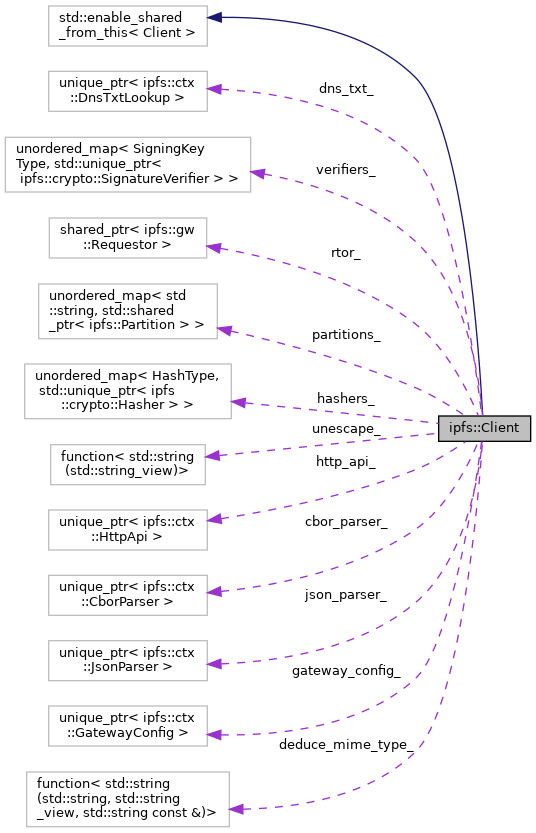 std::enable_shared
_from_this< Client >
unique_ptr< ipfs::ctx
::DnsTxtLookup >
dns_txt_
unordered_map< SigningKey
Type, std::unique_ptr<
ipfs::crypto::SignatureVerifier > >
verifiers_
shared_ptr< ipfs::gw
::Requestor >
rtor_
unordered_map< std
::string, std::shared
_ptr< ipfs::Partition > >
partitions_
unordered_map< HashType,
std::unique_ptr< ipfs
::crypto::Hasher > >
hashers_
ipfs::Client
unescape_
function< std::string
(std::string_view)>
http_api_
unique_ptr< ipfs::ctx
::HttpApi >
cbor_parser_
unique_ptr< ipfs::ctx
::CborParser >
json_parser_
unique_ptr< ipfs::ctx
::JsonParser >
gateway_config_
unique_ptr< ipfs::ctx
::GatewayConfig >
deduce_mime_type_
function< std::string
(std::string, std::string
_view, std::string const &)>